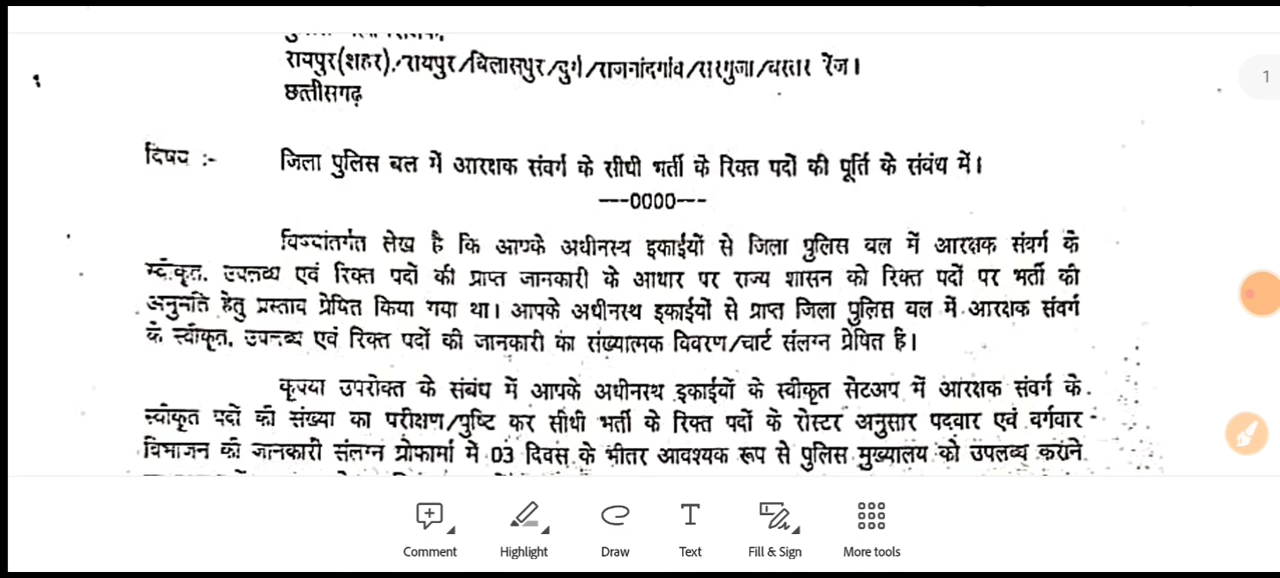 रायपुर(शहर)/रायपुर/बिलासपुर/दुर्ग/राजनांदगांव/सरगुजा/बस्तर रेंज।
छत्तीसगढ़
1
विषय :- जिला पुलिस बल में आरक्षक संवर्ग के सीधी भर्ती के रिक्त पदों की पूर्ति के संबंध में।
---0000---
विषयांतर्गत लेख है कि आपके अधीनस्थ इकाईयों से जिला पुलिस बल में आरक्षक संवर्ग के
स्वीकृत, उपलब्ध एवं रिक्त पदों की प्राप्त जानकारी के आधार पर राज्य शासन को रिक्त पदों पर भर्ती की
अनुमति हेतु प्रस्ताव प्रेषित किया गया था। आपके अधीनस्थ इकाईयों से प्राप्त जिला पुलिस बल में आरक्षक संवर्ग
के स्वीकृत, उपलब्ध एवं रिक्त पदों की जानकारी का संख्यात्मक विवरण/चार्ट संलग्न प्रेषित है।
कृपया उपरोक्त के संबंध में आपके अधीनस्थ इकाईयों के स्वीकृत सेटअप में आरक्षक संवर्ग के
स्वीकृत पदों की संख्या का परीक्षण/पुष्टि कर सीधी भर्ती के रिक्त पदों के रोस्टर अनुसार पदवार एवं वर्गवार
विभाजन की जानकारी संलग्न प्रोफार्मा में 03 दिवस के भीतर आवश्यक रूप से पुलिस मुख्यालय को उपलब्ध कराने
Comment Highlight Draw Text Fill & Sign More tools